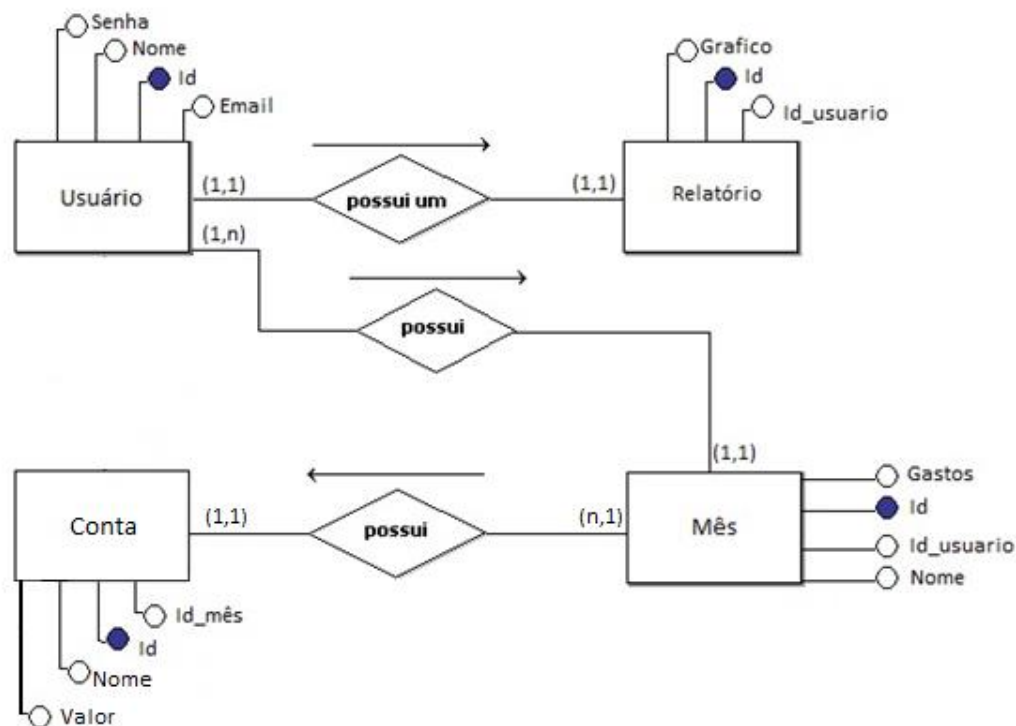 Senha
Nome
Id
Email
Usuário
(1,1)
possui um
(1,1)
Grafico
Id
Id_usuario
Relatório
(1,n)
possui
(1,1)
Conta
(1,1)
possui
(n,1)
Mês
Gastos
Id
Id_usuario
Nome
Id_mês
Id
Nome
Valor